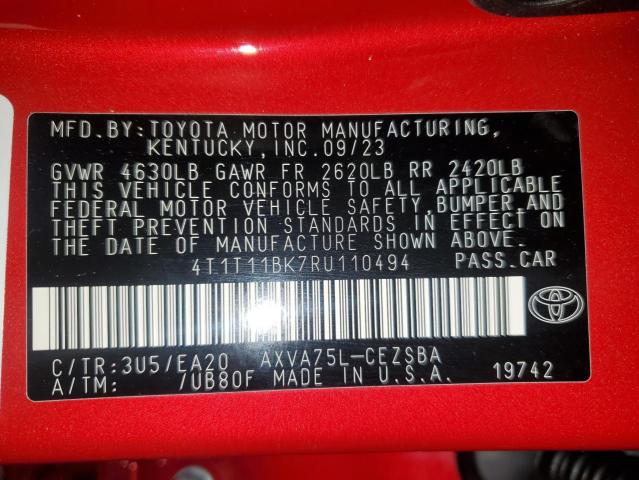 MFD.BY:TOYOTA MOTOR MANUFACTURING,
KENTUCKY,INC.09/23
GVWR 4630LB GAWR FR 2620LB RR 2420LB
THIS VEHICLE CONFORMS TO ALL APPLICABLE
FEDERAL MOTOR VEHICLE SAFETY,BUMPER AND
THEFT PREVENTION STANDARDS IN EFFECT ON
THE DATE OF MANUFACTURE SHOWN ABOVE.
4T1T11BK7RU110494 PASS.CAR
C/TR:3U5/EA20 AXVA75L-CEZSBA
A/TM: /UB80F MADE IN U.S.A. 19742
TOYOTA